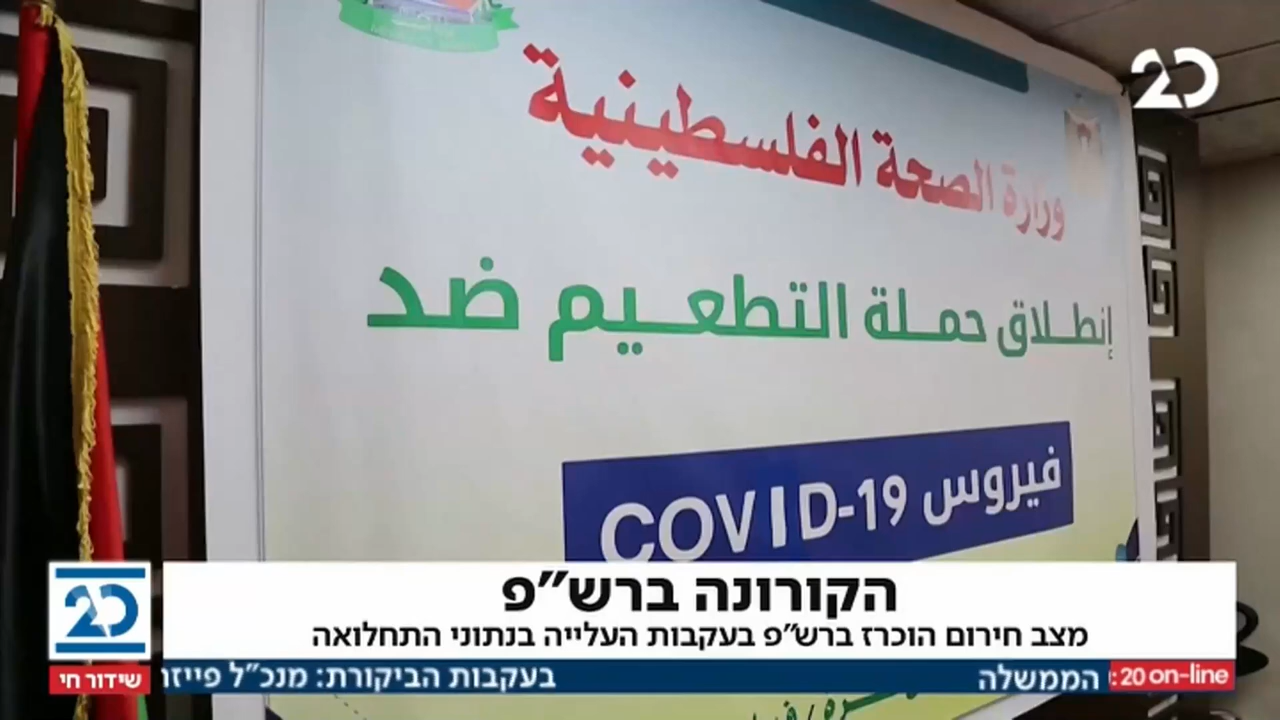 20
وزارة الصحة الفلسطينية
إنطلاق حملة التطعيم ضد
فيروس COVID-19
20
הקורונה ברש״פ
מצב חירום הוכרז ברש״פ בעקבות העלייה בנתוני התחלואה
שידור חי
20 on-line: הממשלה
בעקבות הביקורת: מנכ״ל פייזר